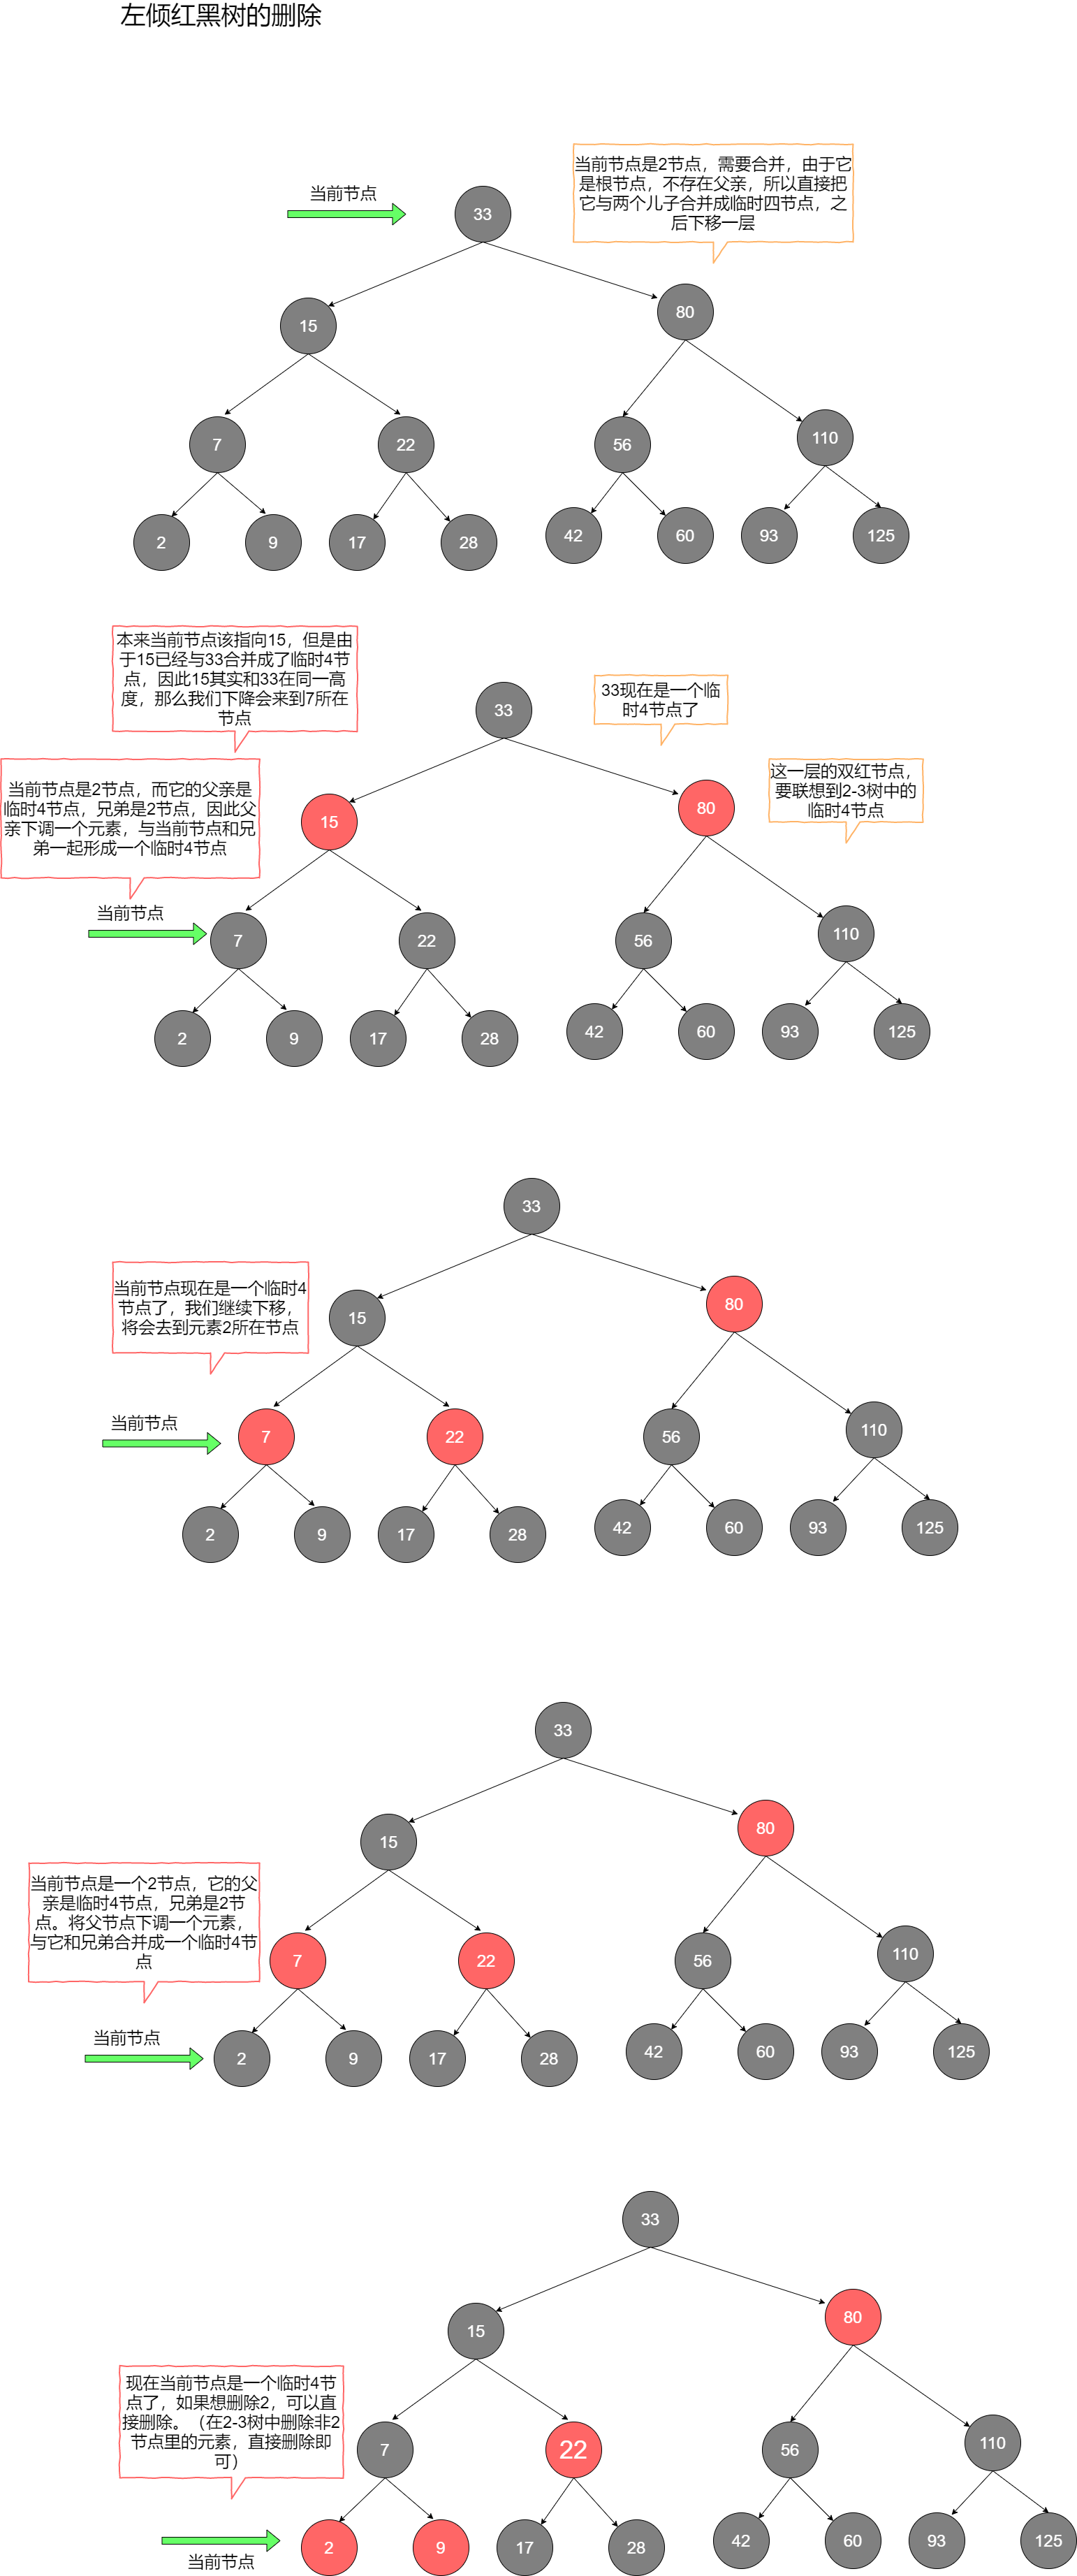 左倾红黑树的删除
当前节点是2节点，需要合并，由于它
是根节点，不存在父亲，所以直接把
它与两个儿子合并成临时四节点，之
后下移一层
当前节点
33
15
80
7
22
56
110
2
9
17
28
42
60
93
125
本来当前节点该指向15，但是由
于15已经与33合并成了临时4节
点，因此15其实和33在同一高
度，那么我们下降会来到7所在
节点
33现在是一个临
时4节点了
33
当前节点是2节点，而它的父亲是
临时4节点，兄弟是2节点，因此父
亲下调一个元素，与当前节点和兄
弟一起形成一个临时4节点
这一层的双红节点，
要联想到2-3树中的
临时4节点
15
80
当前节点
7
22
56
110
2
9
17
28
42
60
93
125
33
当前节点现在是一个临时4
节点了，我们继续下移，
将会去到元素2所在节点
15
80
当前节点
7
22
56
110
2
9
17
28
42
60
93
125
33
15
80
当前节点是一个2节点，它的父
亲是临时4节点，兄弟是2节
点。将父节点下调一个元素，
与它和兄弟合并成一个临时4节
点
7
22
56
110
当前节点
2
9
17
28
42
60
93
125
33
15
80
现在当前节点是一个临时4节
点了，如果想删除2，可以直
接删除。（在2-3树中删除非2
节点里的元素，直接删除即
可）
7
22
56
110
当前节点
2
9
17
28
42
60
93
125